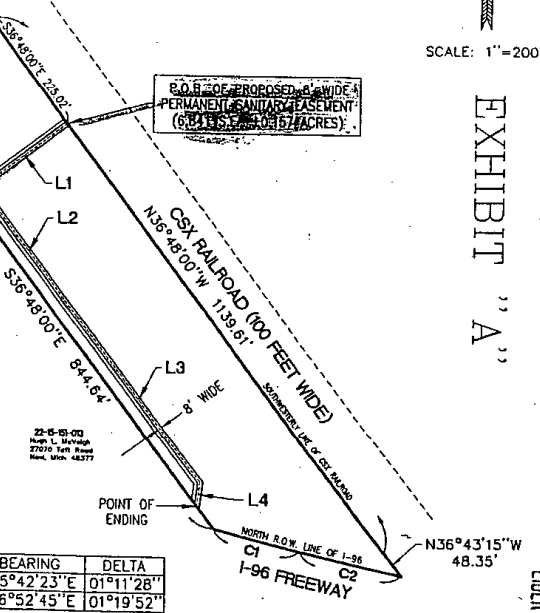 S36°48'00"E 225.02'
SCALE: 1"=200
P.O.B. OF PROPOSED 8' WIDE
PERMANENT SANITARY EASEMENT
ACRES)
EXHIBIT "A"
L1
L2
CSX RAILROAD (100 FEET WIDE)
N36°48'00"W 1139.61'
SOUTHWESTERLY LINE OF CSX RAILROAD
S36°48'00"E 844.64'
L3
8' WIDE
22-15-151-013
Hugh L. McVeigh
27070 Taft Road
Novi, Mich 48377
L4
POINT OF
ENDING
NORTH R.O.W. LINE OF I-96
C1
C2
I-96 FREEWAY
N36°43'15"W
48.35'
BEARING DELTA
5°42'23"E 01°11'28"
6°52'45"E 01°19'52"